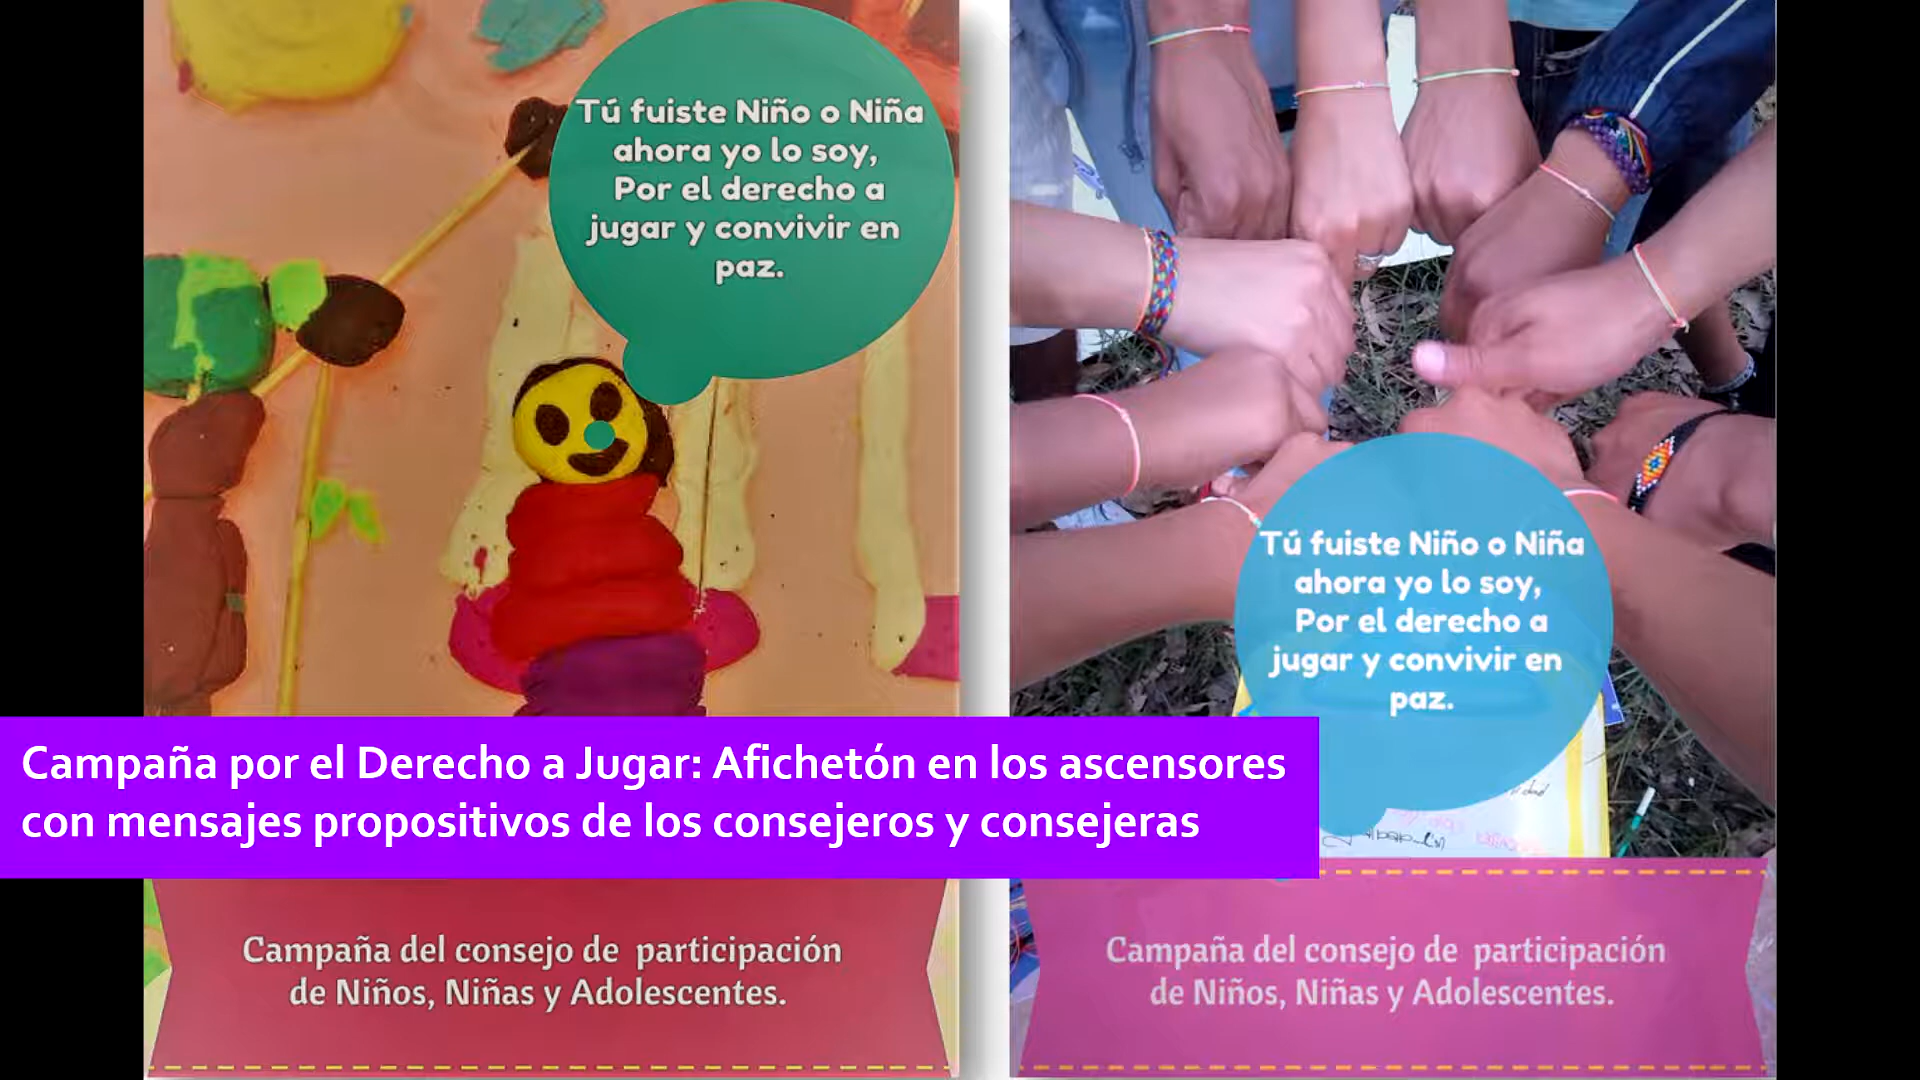 Tú fuiste Niño o Niña
ahora yo lo soy,
Por el derecho a
jugar y convivir en
paz.
Tú fuiste Niño o Niña
ahora yo lo soy,
Por el derecho a
jugar y convivir en
paz.
Campaña por el Derecho a Jugar: Afichetón en los ascensores
con mensajes propositivos de los consejeros y consejeras
Campaña del consejo de participación
de Niños, Niñas y Adolescentes.
Campaña del consejo de participación
de Niños, Niñas y Adolescentes.